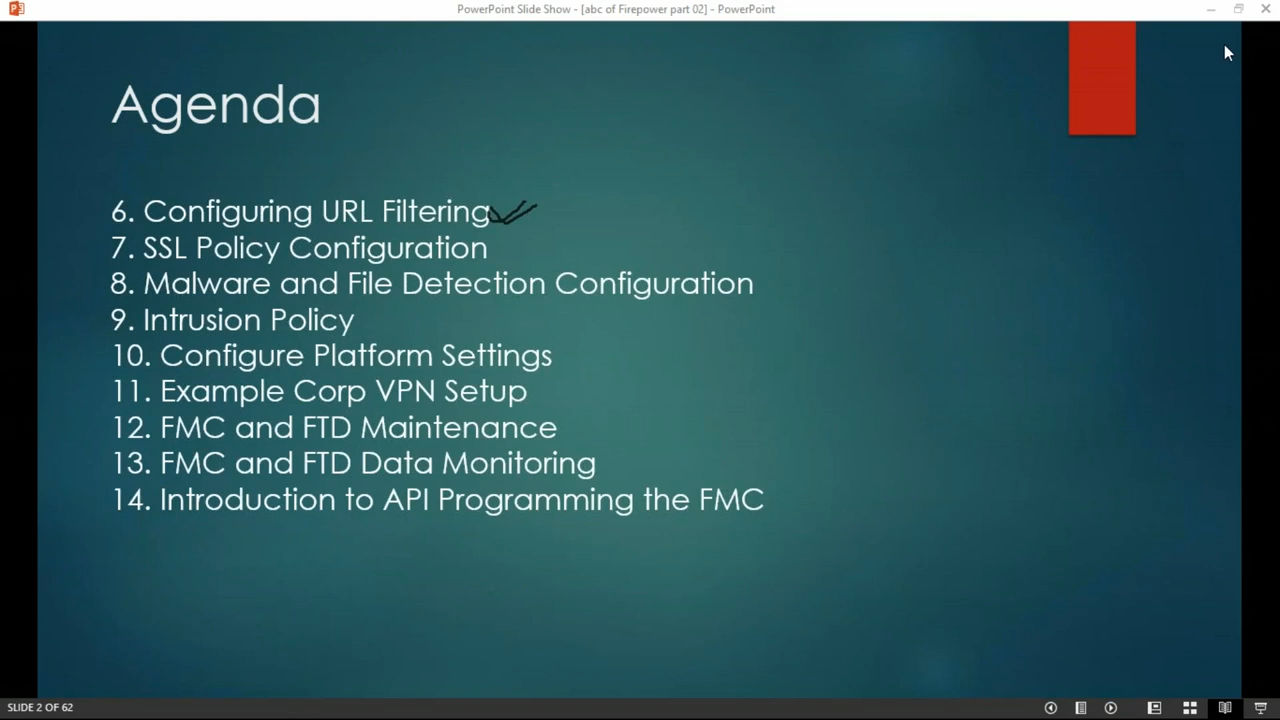 PowerPoint Slide Show - [abc of Firepower part 02] - PowerPoint
Agenda
6. Configuring URL Filtering
7. SSL Policy Configuration
8. Malware and File Detection Configuration
9. Intrusion Policy
10. Configure Platform Settings
11. Example Corp VPN Setup
12. FMC and FTD Maintenance
13. FMC and FTD Data Monitoring
14. Introduction to API Programming the FMC
SLIDE 2 OF 62